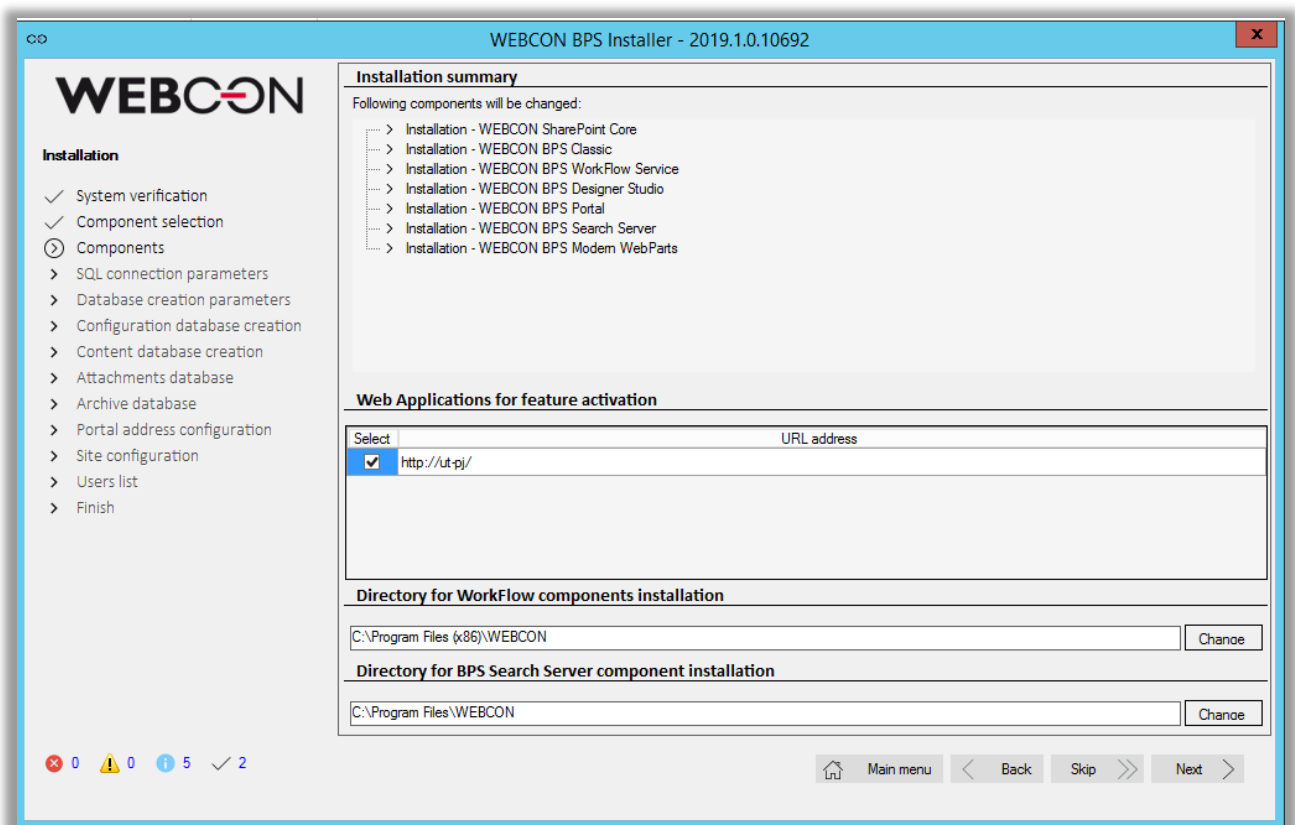 WEBCON BPS Installer - 2019.1.0.10692
x
WEBCON
Installation
System verification
Component selection
Components
SQL connection parameters
Database creation parameters
Configuration database creation
Content database creation
Attachments database
Archive database
Portal address configuration
Site configuration
Users list
Finish
Installation summary
Following components will be changed:
Installation - WEBCON SharePoint Core
Installation - WEBCON BPS Classic
Installation - WEBCON BPS WorkFlow Service
Installation - WEBCON BPS Designer Studio
Installation - WEBCON BPS Portal
Installation - WEBCON BPS Search Server
Installation - WEBCON BPS Modern WebParts
Web Applications for feature activation
Select URL address
http://ut-pj/
Directory for WorkFlow components installation
C:\Program Files (x86)\WEBCON Change
Directory for BPS Search Server component installation
C:\Program Files\WEBCON Change
0 0 5 2
Main menu Back Skip Next